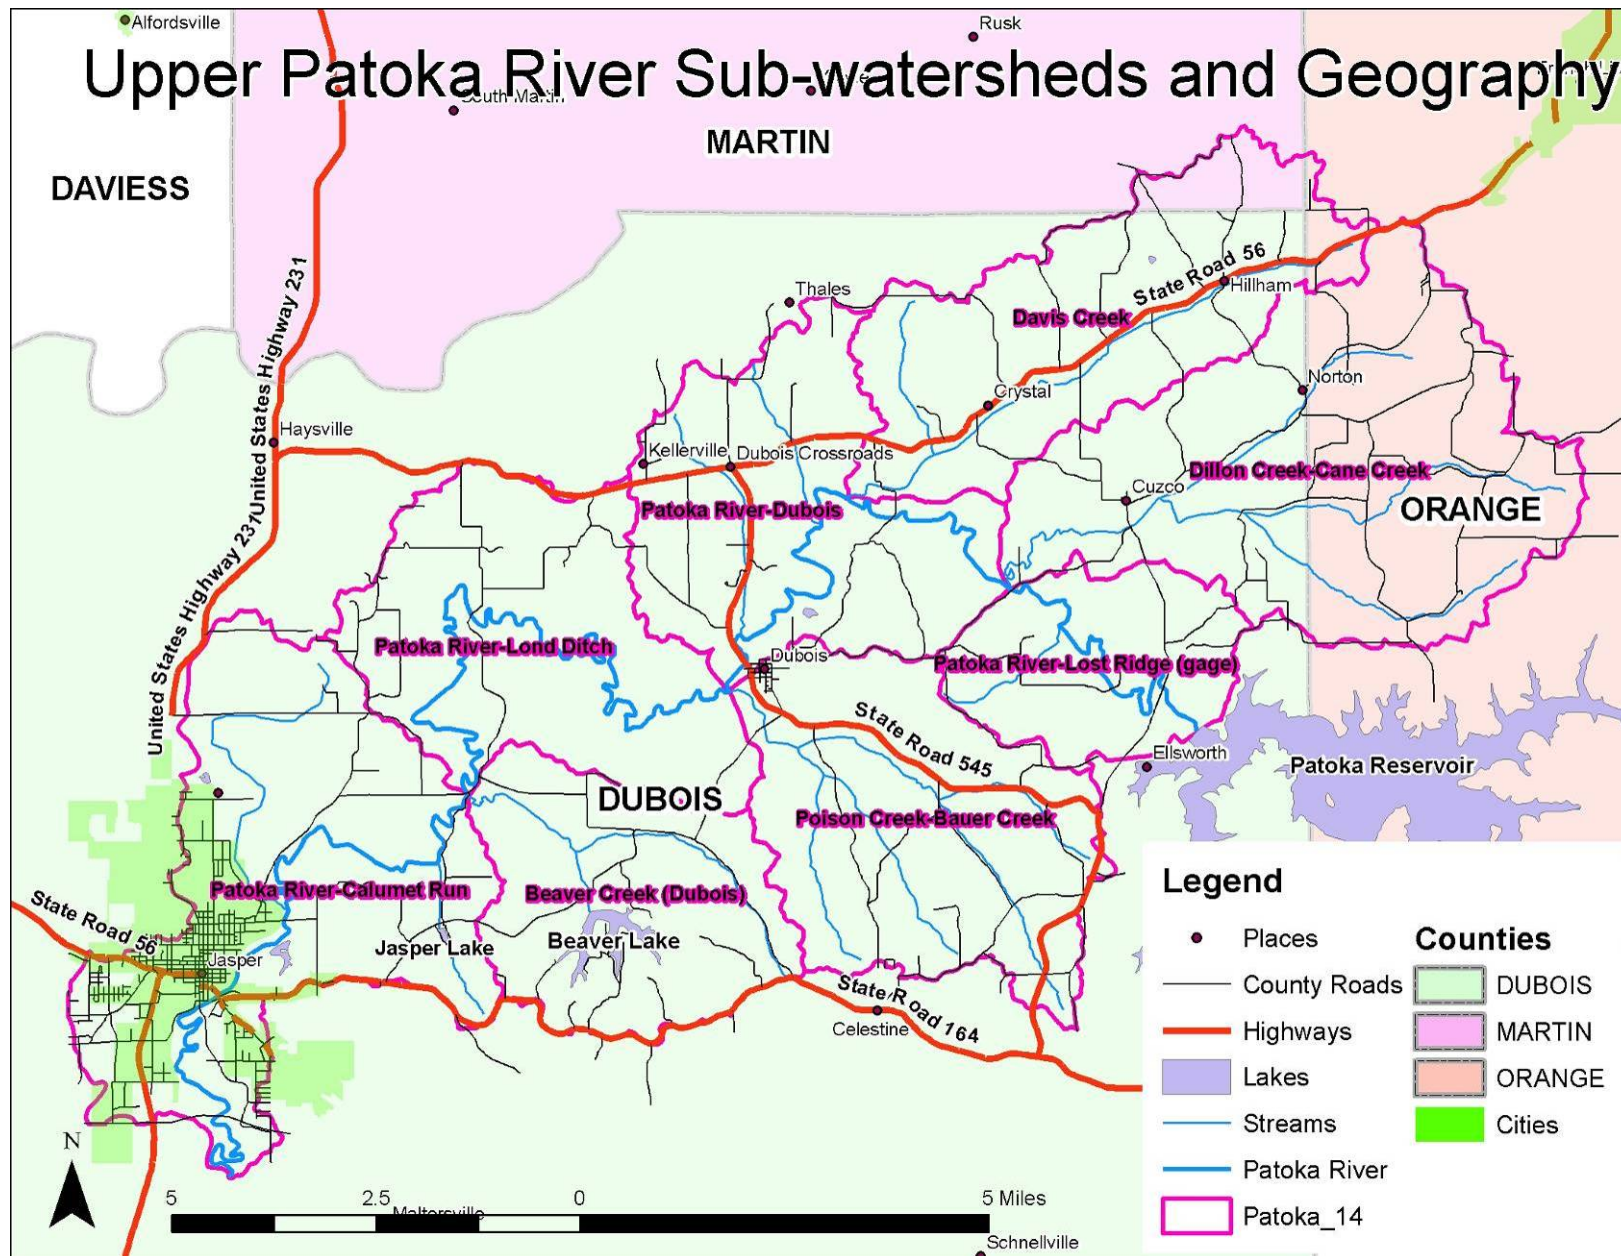 Alfordsville
Rusk
Upper Patoka River Sub-watersheds and Geography
South Martin
MARTIN
DAVIESS
State Road 56
Hillham
United States Highway 231
Thales
Davis Creek
Norton
Crystal
Haysville
Kellerville
Dubois Crossroads
Dillon Creek-Cane Creek
Cuzco
Patoka River-Dubois
ORANGE
United States Highway 231
Patoka River-Lond Ditch
Dubois
Patoka River-Lost Ridge (gage)
State Road 545
Ellsworth
Patoka Reservoir
DUBOIS
Poison Creek-Bauer Creek
Patoka River-Calumet Run
Beaver Creek (Dubois)
State Road 56
Jasper Lake
Beaver Lake
Jasper
State Road 164
Celestine
Legend
Places
County Roads
Highways
Lakes
Streams
Patoka River
Patoka_14
Counties
DUBOIS
MARTIN
ORANGE
Cities
N
5 2.5 0 5 Miles
Maltersville
Schnellville